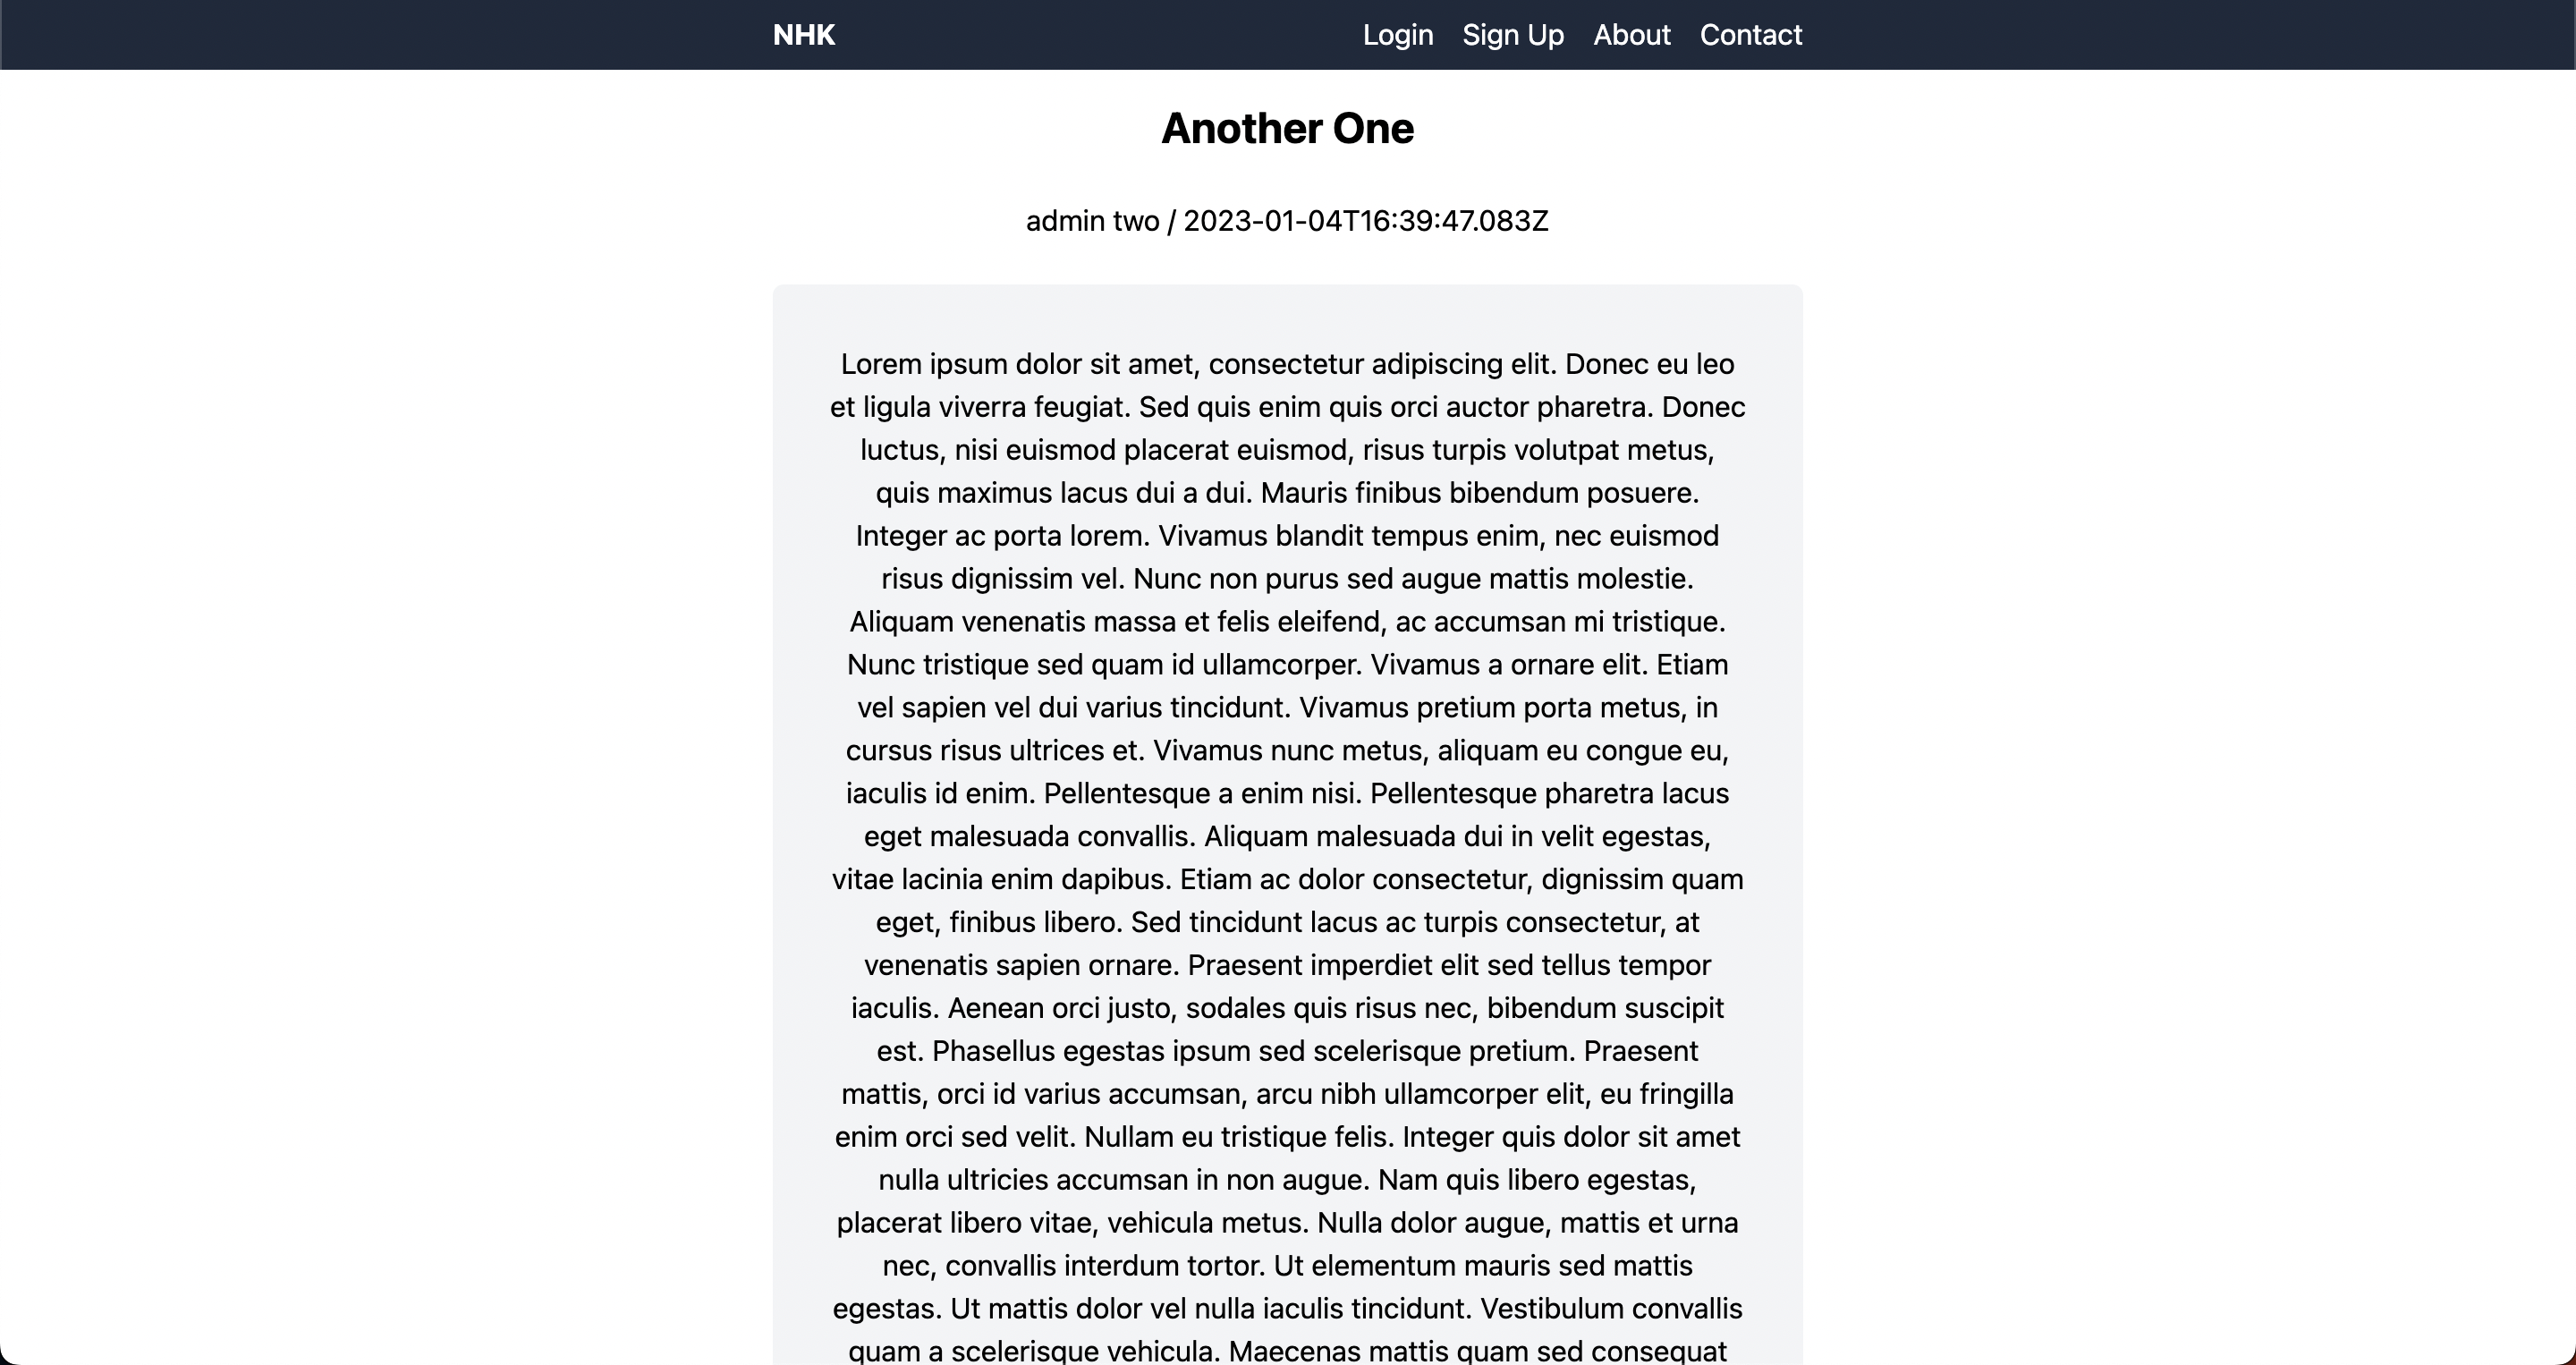 NHK
Login Sign Up About Contact
Another One
admin two / 2023-01-04T16:39:47.083Z
Lorem ipsum dolor sit amet, consectetur adipiscing elit. Donec eu leo
et ligula viverra feugiat. Sed quis enim quis orci auctor pharetra. Donec
luctus, nisi euismod placerat euismod, risus turpis volutpat metus,
quis maximus lacus dui a dui. Mauris finibus bibendum posuere.
Integer ac porta lorem. Vivamus blandit tempus enim, nec euismod
risus dignissim vel. Nunc non purus sed augue mattis molestie.
Aliquam venenatis massa et felis eleifend, ac accumsan mi tristique.
Nunc tristique sed quam id ullamcorper. Vivamus a ornare elit. Etiam
vel sapien vel dui varius tincidunt. Vivamus pretium porta metus, in
cursus risus ultrices et. Vivamus nunc metus, aliquam eu congue eu,
iaculis id enim. Pellentesque a enim nisi. Pellentesque pharetra lacus
eget malesuada convallis. Aliquam malesuada dui in velit egestas,
vitae lacinia enim dapibus. Etiam ac dolor consectetur, dignissim quam
eget, finibus libero. Sed tincidunt lacus ac turpis consectetur, at
venenatis sapien ornare. Praesent imperdiet elit sed tellus tempor
iaculis. Aenean orci justo, sodales quis risus nec, bibendum suscipit
est. Phasellus egestas ipsum sed scelerisque pretium. Praesent
mattis, orci id varius accumsan, arcu nibh ullamcorper elit, eu fringilla
enim orci sed velit. Nullam eu tristique felis. Integer quis dolor sit amet
nulla ultricies accumsan in non augue. Nam quis libero egestas,
placerat libero vitae, vehicula metus. Nulla dolor augue, mattis et urna
nec, convallis interdum tortor. Ut elementum mauris sed mattis
egestas. Ut mattis dolor vel nulla iaculis tincidunt. Vestibulum convallis
quam a scelerisque vehicula. Maecenas mattis quam sed consequat